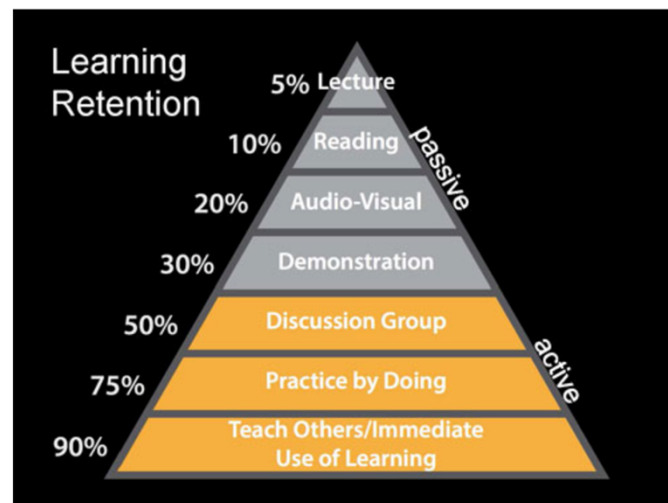 Learning
Retention
5% Lecture
10% Reading
20% Audio-Visual
30% Demonstration
passive
50% Discussion Group
75% Practice by Doing
90% Teach Others/Immediate
Use of Learning
active